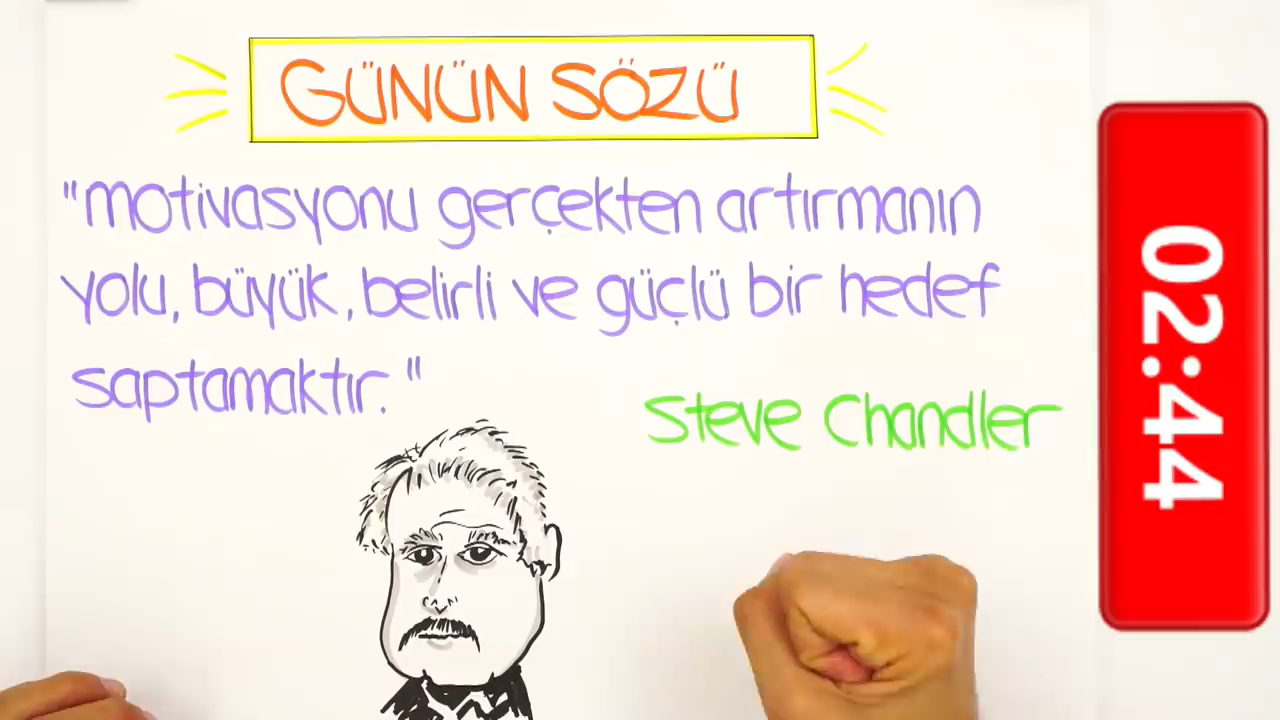 GÜNÜN SÖZÜ
"motivasyonu gerçekten artırmanın
yolu, büyük, belirli ve güçlü bir hedef
saptamaktır."
Steve Chandler
02:44